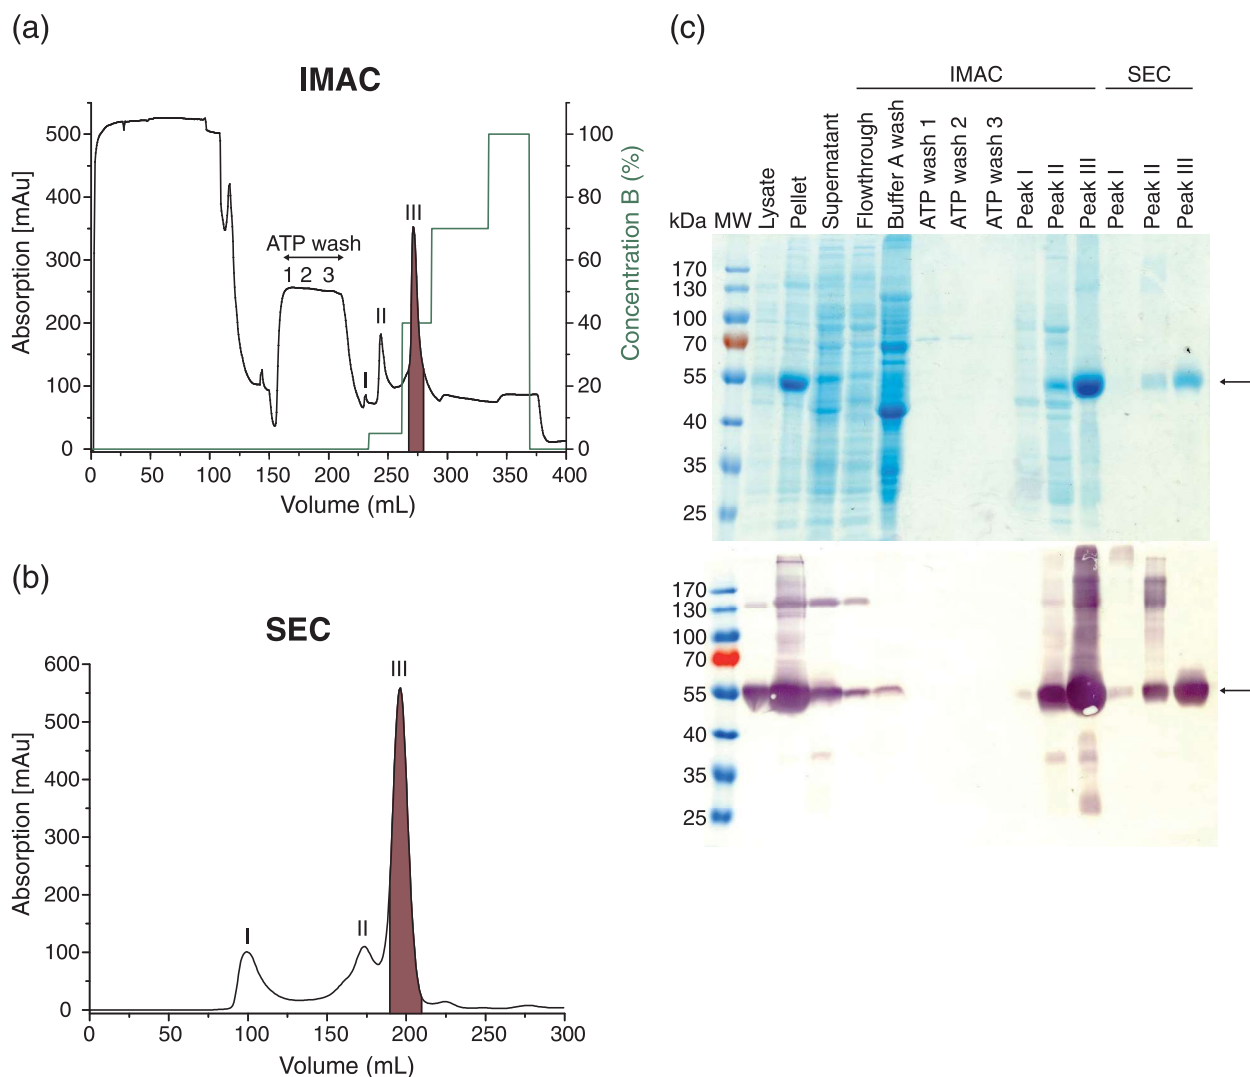 (a)
IMAC
Absorption [mAu]
500
400
300
200
100
0
ATP wash
1 2 3
I
II
III
100
80
60
40
20
0
Concentration B (%)
0 50 100 150 200 250 300 350 400
Volume (mL)
(b)
SEC
Absorption [mAu]
600
500
400
300
200
100
0
I
II
III
0 50 100 150 200 250 300
Volume (mL)
(c)
IMAC SEC
kDa MW Lysate Pellet Supernatant Flowthrough Buffer A wash ATP wash 1 ATP wash 2 ATP wash 3 Peak I Peak II Peak III Peak I Peak II Peak III
170
130
100
70
55
40
35
25
170
130
100
70
55
40
35
25